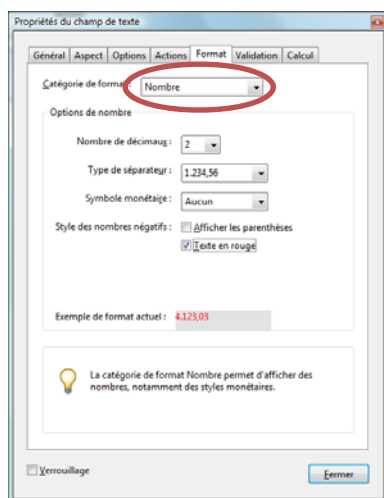 Propriétés du champ de texte
Général Aspect Options Actions Format Validation Calcul
Catégorie de format : Nombre
Options de nombre
Nombre de décimaux : 2
Type de séparateur : 1.234,56
Symbole monétaire : Aucun
Style des nombres négatifs : Afficher les parenthèses
Texte en rouge
Exemple de format actuel : 4.123,03
La catégorie de format Nombre permet d'afficher des
nombres, notamment des styles monétaires.
Verrouillage
Fermer